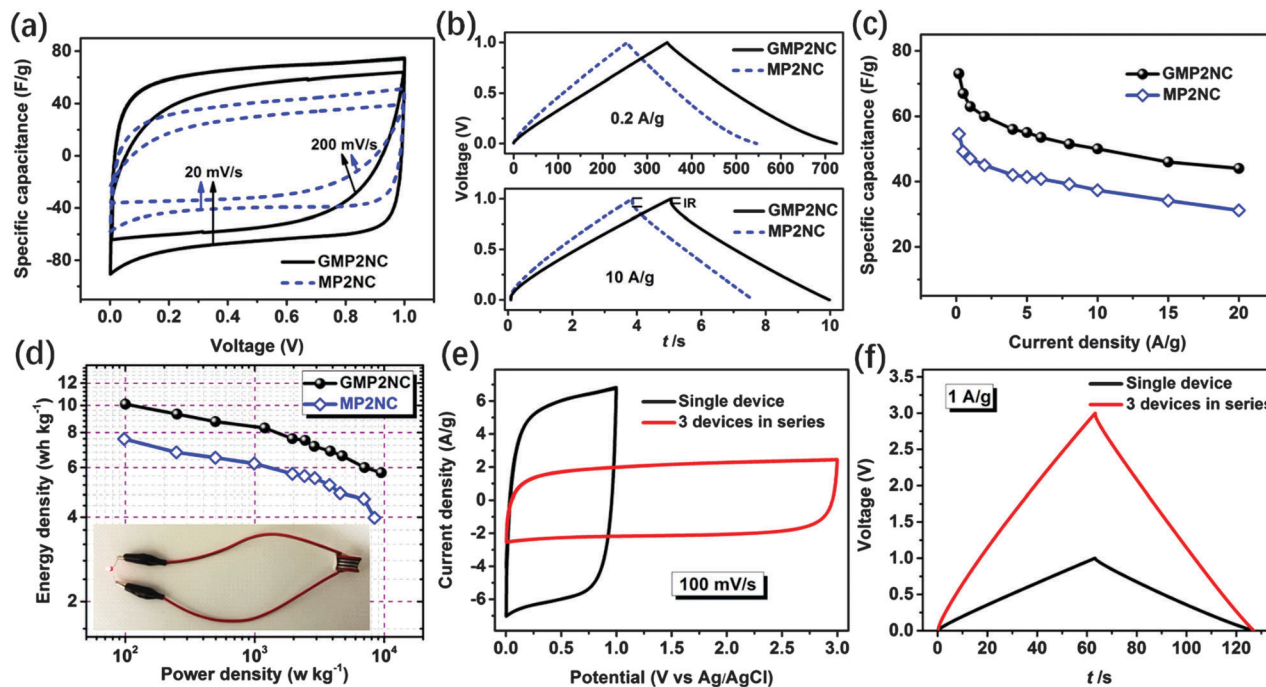 (a)
Specific capacitance (F/g)
80
40
0
-40
-80
200 mV/s
20 mV/s
GMP2NC
MP2NC
0.0 0.2 0.4 0.6 0.8 1.0
Voltage (V)
(b)
Voltage (V)
1.0
0.5
0.0
GMP2NC
MP2NC
0.2 A/g
0 100 200 300 400 500 600 700
1.0
0.5
0.0
IR
GMP2NC
MP2NC
10 A/g
0 2 4 6 8 10
t /s
(c)
Specific capacitance (F/g)
80
60
40
20
GMP2NC
MP2NC
0 5 10 15 20
Current density (A/g)
(d)
Energy density (wh kg-1)
12
10
8
6
4
2
GMP2NC
MP2NC
10² 10³ 10⁴
Power density (w kg-1)
(e)
Current density (A/g)
6
4
2
0
-2
-4
-6
Single device
3 devices in series
100 mV/s
0.0 0.5 1.0 1.5 2.0 2.5 3.0
Potential (V vs Ag/AgCl)
(f)
Voltage (V)
3.5
3.0
2.5
2.0
1.5
1.0
0.5
0.0
1 A/g
Single device
3 devices in series
0 20 40 60 80 100 120
t /s